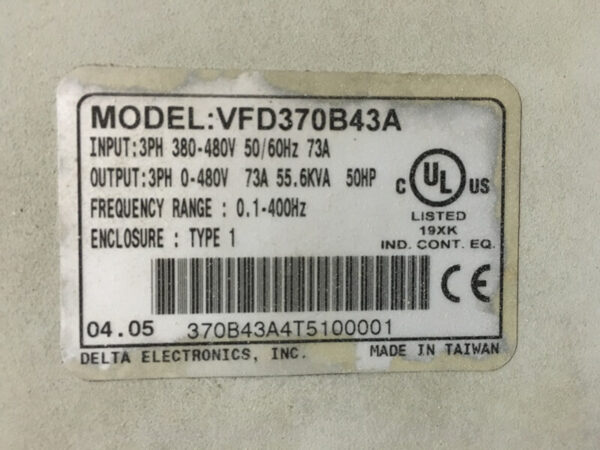 MODEL:VFD370B43A
INPUT:3PH 380-480V 50/60Hz 73A
OUTPUT:3PH 0-480V 73A 55.6KVA 50HP
FREQUENCY RANGE : 0.1-400Hz
ENCLOSURE : TYPE 1
C UL US
LISTED
19XK
IND. CONT. EQ.
CE
04.05 370B43A4T5100001
DELTA ELECTRONICS, INC. MADE IN TAIWAN